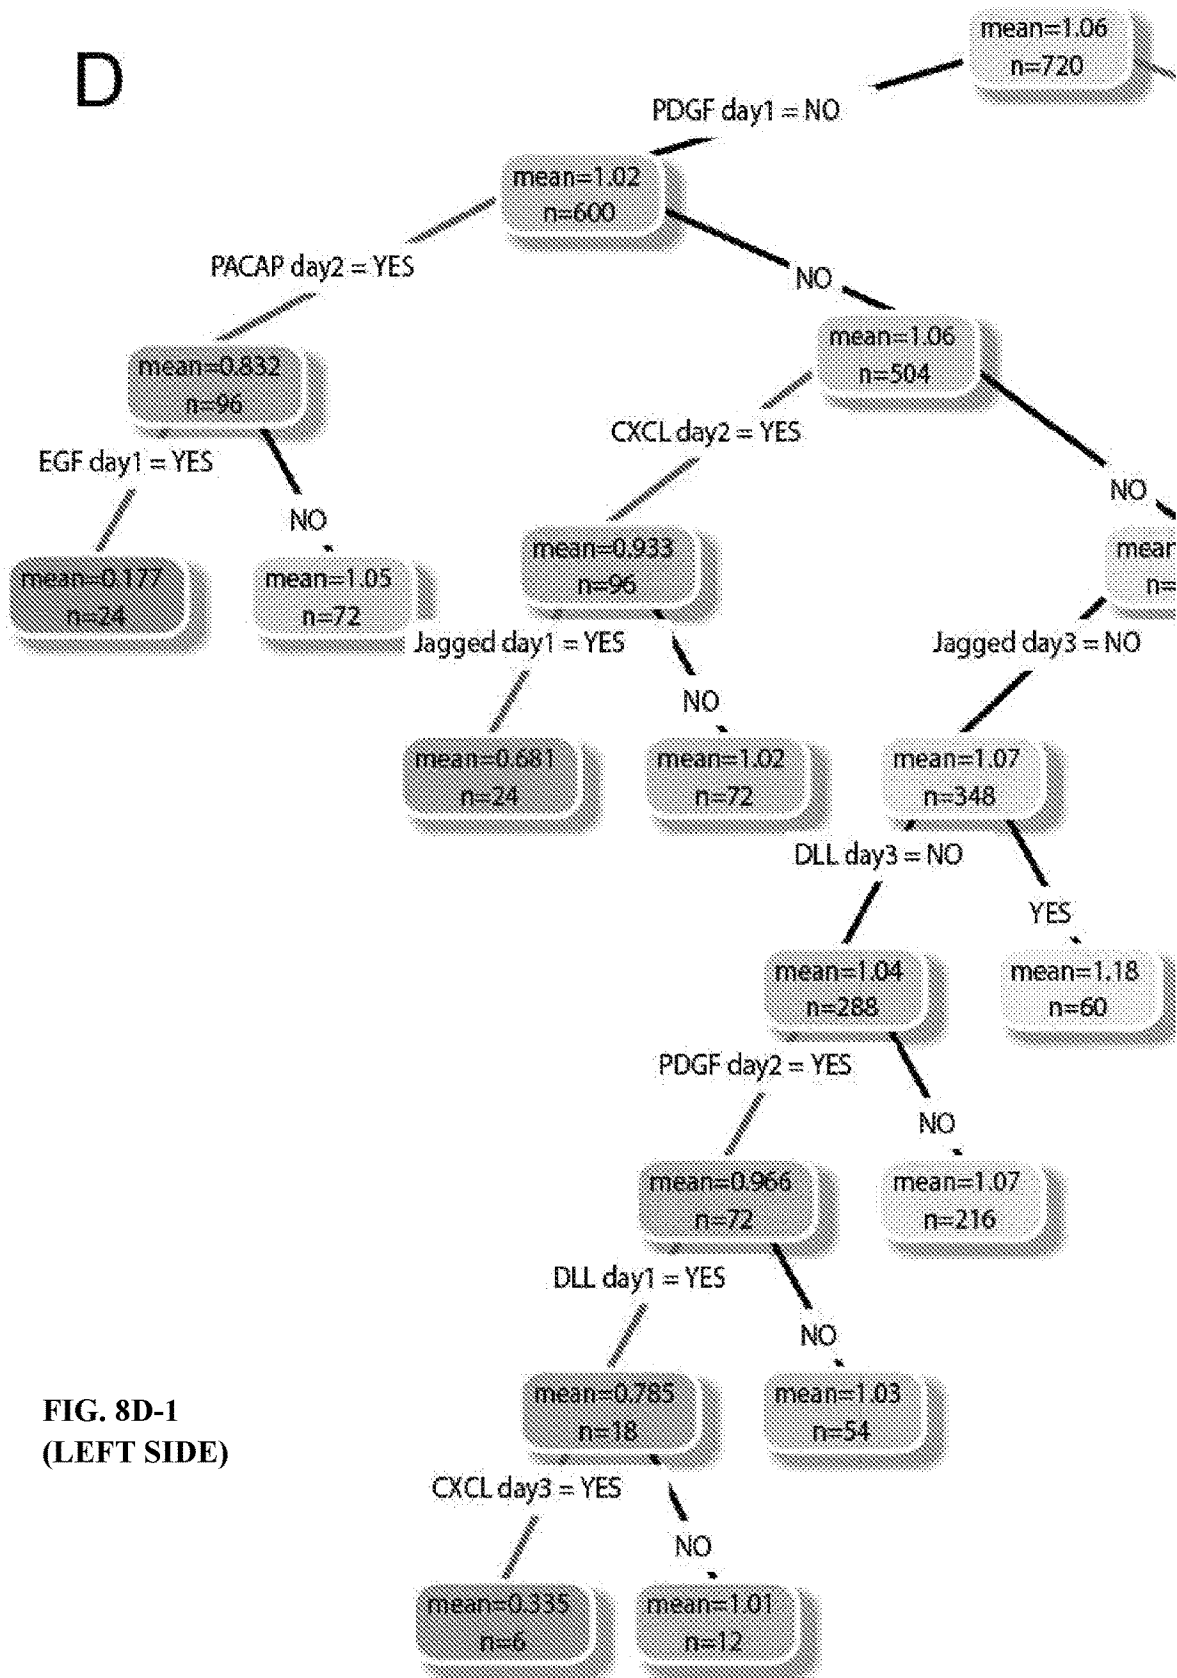 D
mean=1.06
n=720
PDGF day1 = NO
mean=1.02
n=600
PACAP day2 = YES
NO
mean=0.832
n=96
mean=1.06
n=504
EGF day1 = YES
NO
CXCL day2 = YES
NO
mean=0.177
n=24
mean=1.05
n=72
mean=0.933
n=96
mear
n=
Jagged day1 = YES
NO
Jagged day3 = NO
mean=0.681
n=24
mean=1.02
n=72
mean=1.07
n=348
DLL day3 = NO
YES
mean=1.04
n=288
mean=1.18
n=60
PDGF day2 = YES
NO
mean=0.966
n=72
mean=1.07
n=216
DLL day1 = YES
NO
mean=0.785
n=18
mean=1.03
n=54
CXCL day3 = YES
NO
mean=0.335
n=6
mean=1.01
n=12
FIG. 8D-1
(LEFT SIDE)